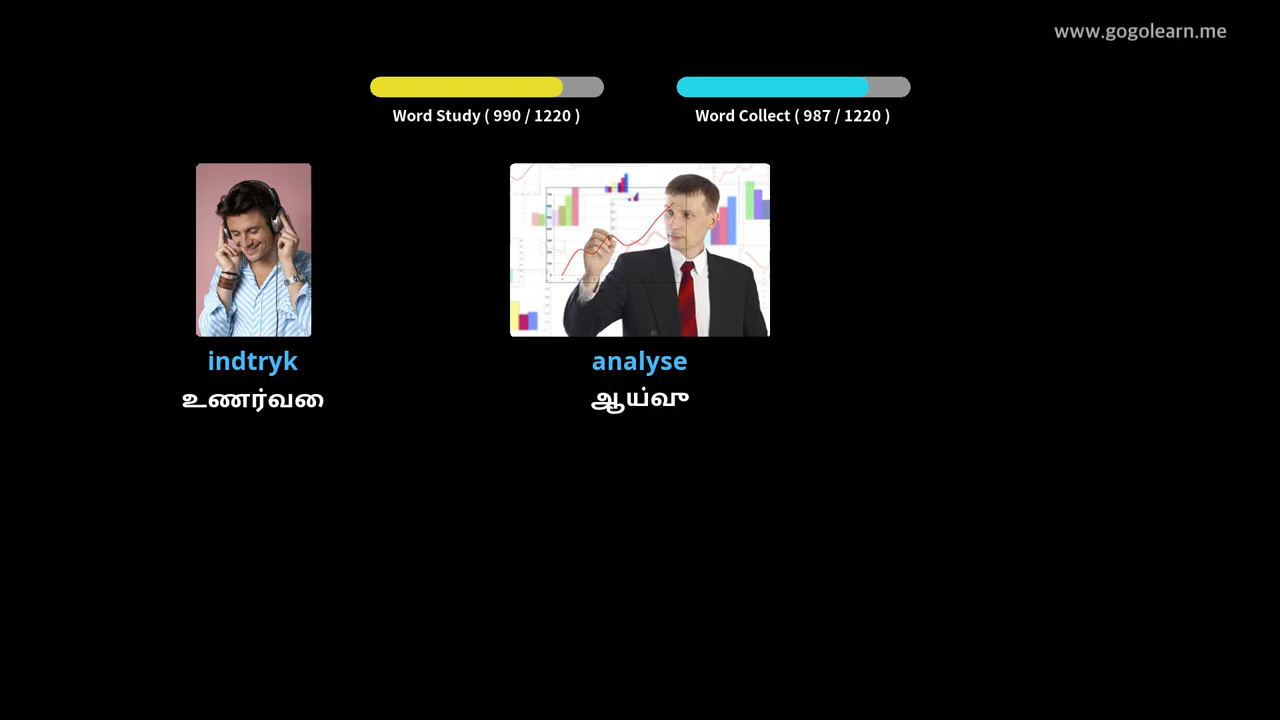 www.gogolearn.me
Word Study ( 990 / 1220 )
Word Collect ( 987 / 1220 )
indtryk
analyse
உணர்வை
ஆய்வு